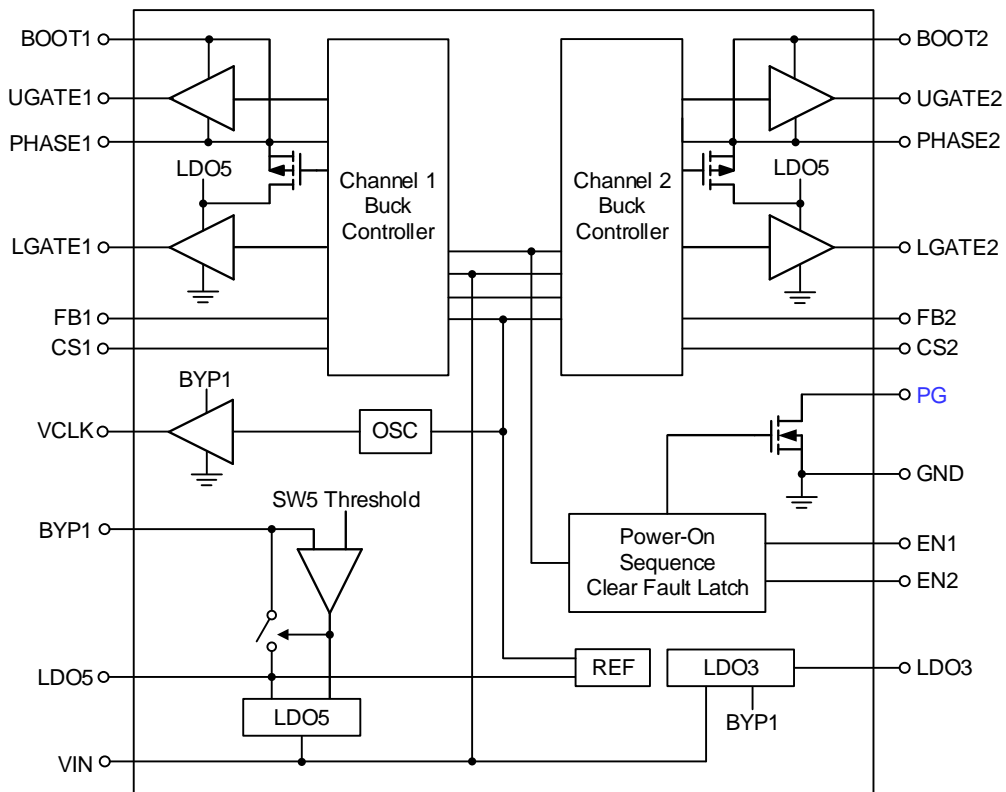 BOOT1
BOOT2
UGATE1
UGATE2
PHASE1
PHASE2
LDO5
Channel 1
Buck
Controller
Channel 2
Buck
Controller
LDO5
LGATE1
LGATE2
FB1
FB2
CS1
CS2
BYP1
PG
VCLK
OSC
GND
SW5 Threshold
BYP1
Power-On
Sequence
Clear Fault Latch
EN1
EN2
LDO5
REF
LDO3
LDO3
LDO5
BYP1
VIN